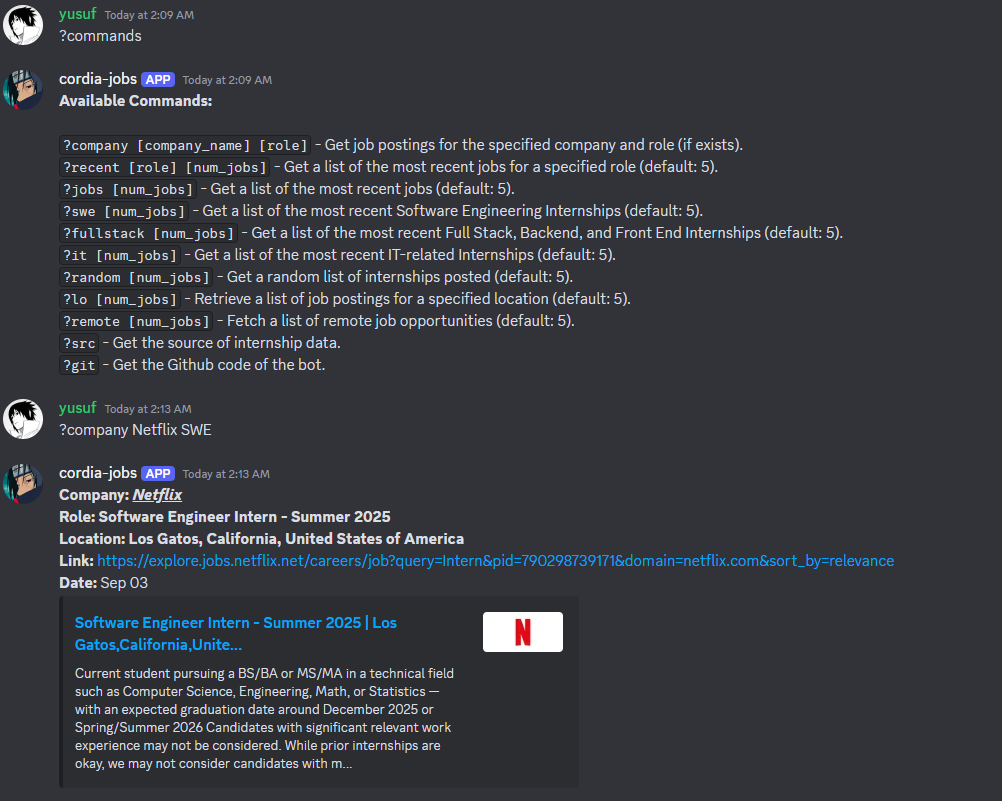 yusuf Today at 2:09 AM
?commands
cordia-jobs APP Today at 2:09 AM
Available Commands:
?company [company_name] [role] - Get job postings for the specified company and role (if exists).
?recent [role] [num_jobs] - Get a list of the most recent jobs for a specified role (default: 5).
?jobs [num_jobs] - Get a list of the most recent jobs (default: 5).
?swe [num_jobs] - Get a list of the most recent Software Engineering Internships (default: 5).
?fullstack [num_jobs] - Get a list of the most recent Full Stack, Backend, and Front End Internships (default: 5).
?it [num_jobs] - Get a list of the most recent IT-related Internships (default: 5).
?random [num_jobs] - Get a random list of internships posted (default: 5).
?lo [num_jobs] - Retrieve a list of job postings for a specified location (default: 5).
?remote [num_jobs] - Fetch a list of remote job opportunities (default: 5).
?src - Get the source of internship data.
?git - Get the Github code of the bot.
yusuf Today at 2:13 AM
?company Netflix SWE
cordia-jobs APP Today at 2:13 AM
Company: Netflix
Role: Software Engineer Intern - Summer 2025
Location: Los Gatos, California, United States of America
Link: https://explore.jobs.netflix.net/careers/job?query=Intern&pid=790298739171&domain=netflix.com&sort_by=relevance
Date: Sep 03
Software Engineer Intern - Summer 2025 | Los
Gatos,California,Unite...
N
Current student pursuing a BS/BA or MS/MA in a technical field
such as Computer Science, Engineering, Math, or Statistics —
with an expected graduation date around December 2025 or
Spring/Summer 2026 Candidates with significant relevant work
experience may not be considered. While prior internships are
okay, we may not consider candidates with m...